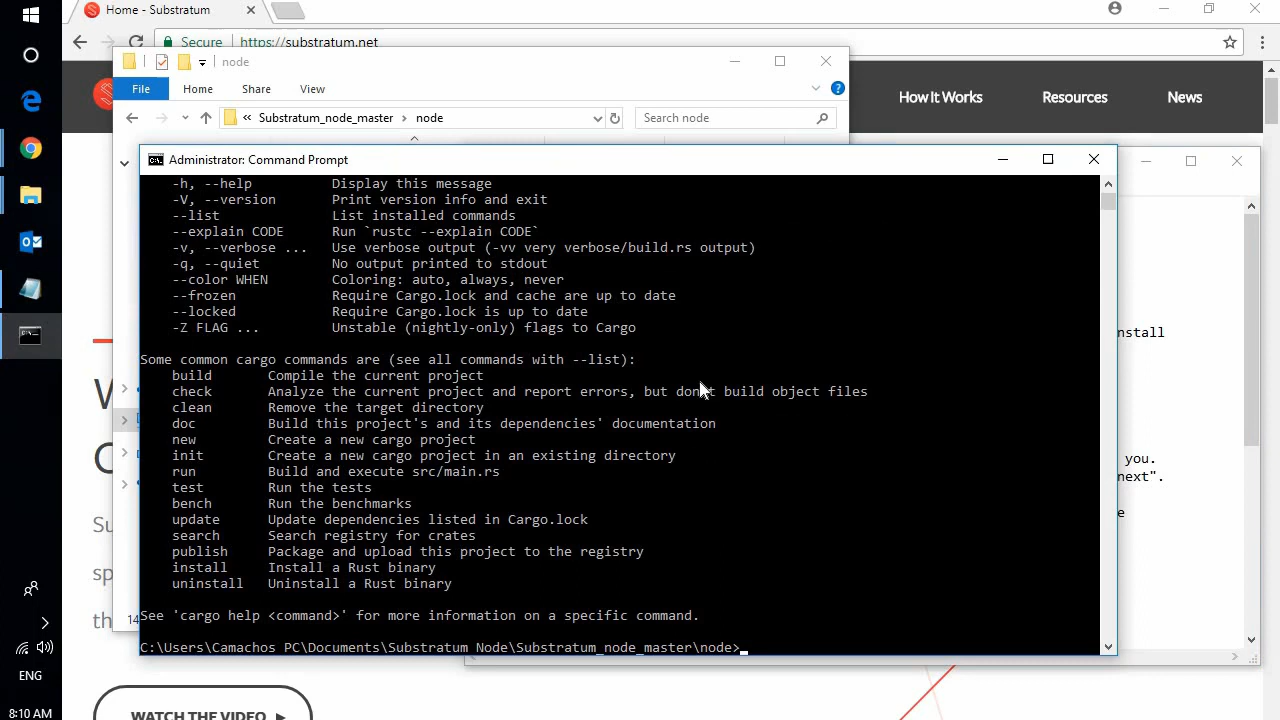 Home - Substratum
Secure
https://substratum.net
node
File
Home
Share
View
How It Works
Resources
News
Substratum_node_master
node
Search node
Administrator: Command Prompt
-h, --help Display this message
-V, --version Print version info and exit
--list List installed commands
--explain CODE Run `rustc --explain CODE`
-v, --verbose ... Use verbose output (-vv very verbose/build.rs output)
-q, --quiet No output printed to stdout
--color WHEN Coloring: auto, always, never
--frozen Require Cargo.lock and cache are up to date
--locked Require Cargo.lock is up to date
-Z FLAG ... Unstable (nightly-only) flags to Cargo
Some common cargo commands are (see all commands with --list):
build Compile the current project
check Analyze the current project and report errors, but don't build object files
clean Remove the target directory
doc Build this project's and its dependencies' documentation
new Create a new cargo project
init Create a new cargo project in an existing directory
run Build and execute src/main.rs
test Run the tests
bench Run the benchmarks
update Update dependencies listed in Cargo.lock
search Search registry for crates
publish Package and upload this project to the registry
install Install a Rust binary
uninstall Uninstall a Rust binary
See 'cargo help <command>' for more information on a specific command.
C:\Users\Camachos PC\Documents\Substratum Node\Substratum_node_master\node>
nstall
you.
next".
e
W
C
Su
sp
th
14
WATCH THE VIDEO
ENG
8:10 AM